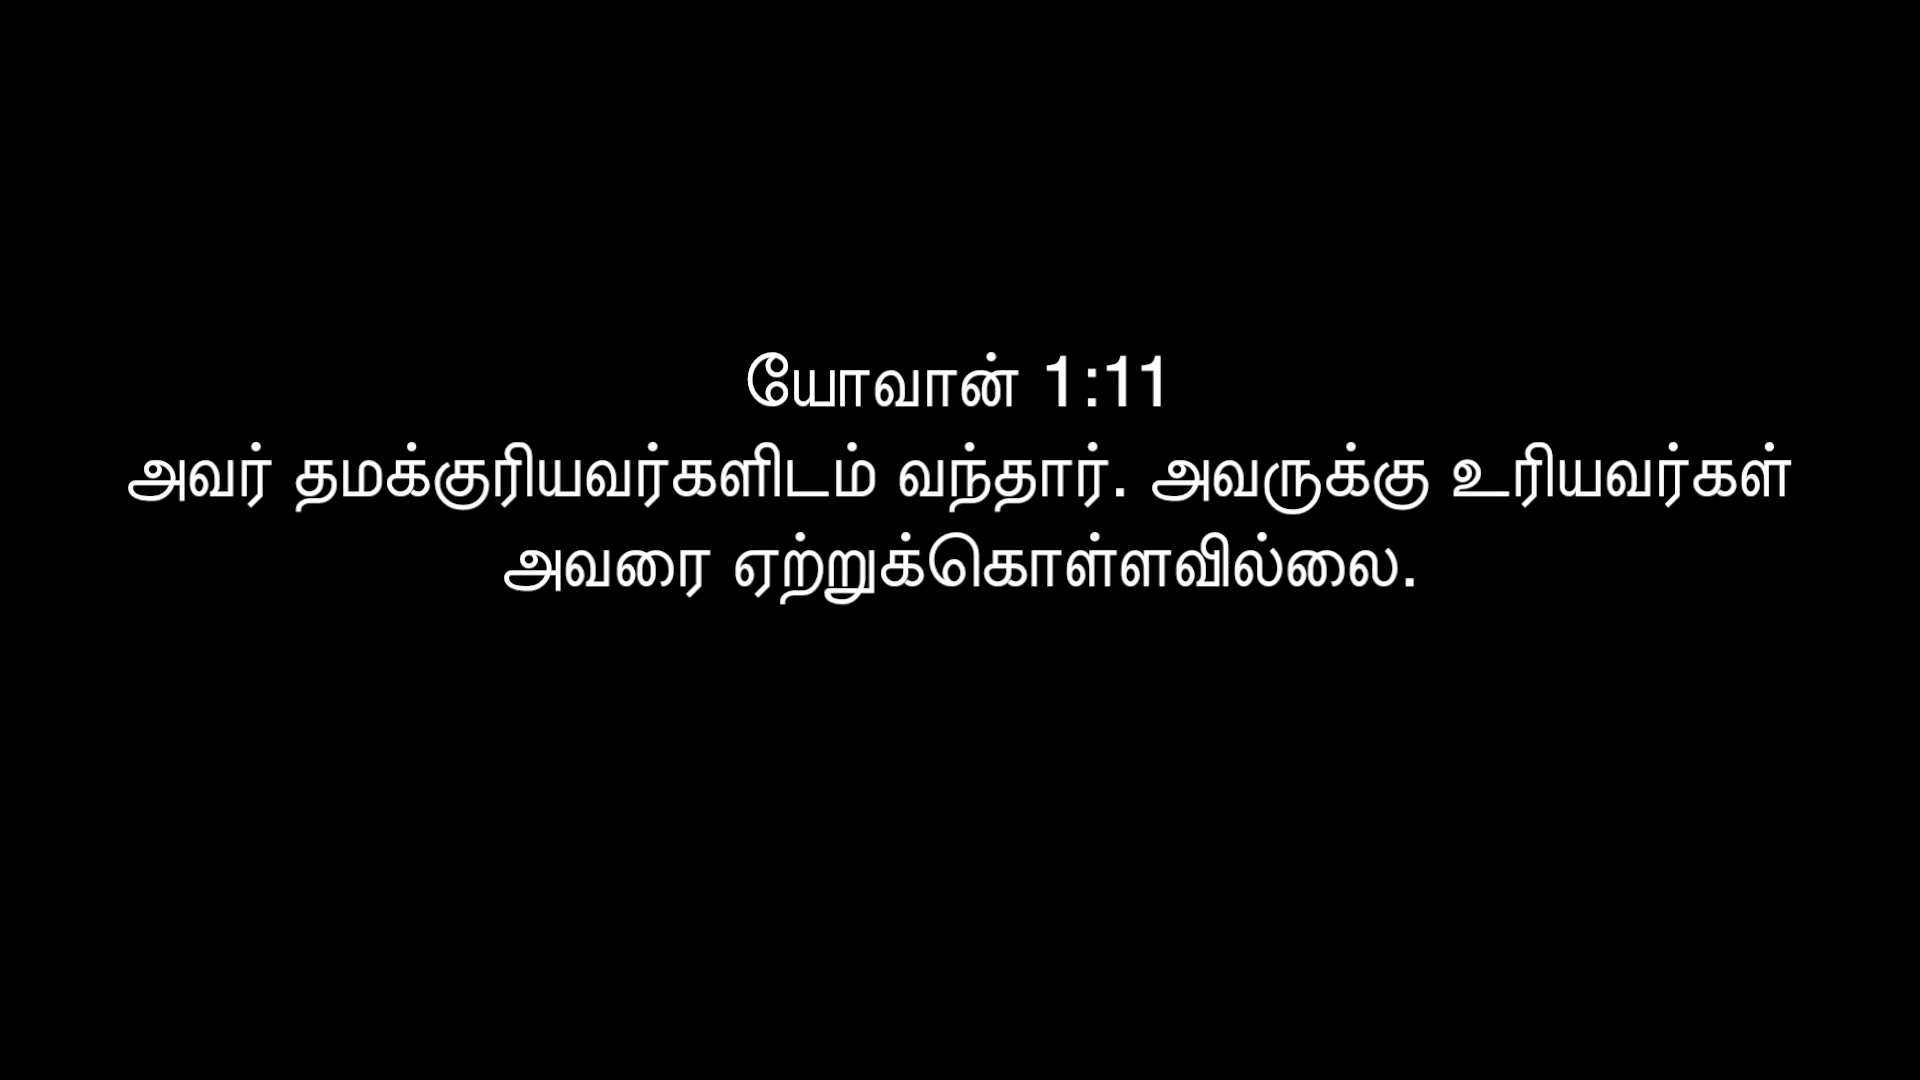 யோவான் 1:11
அவர் தமக்குரியவர்களிடம் வந்தார். அவருக்கு உரியவர்கள்
அவரை ஏற்றுக்கொள்ளவில்லை.